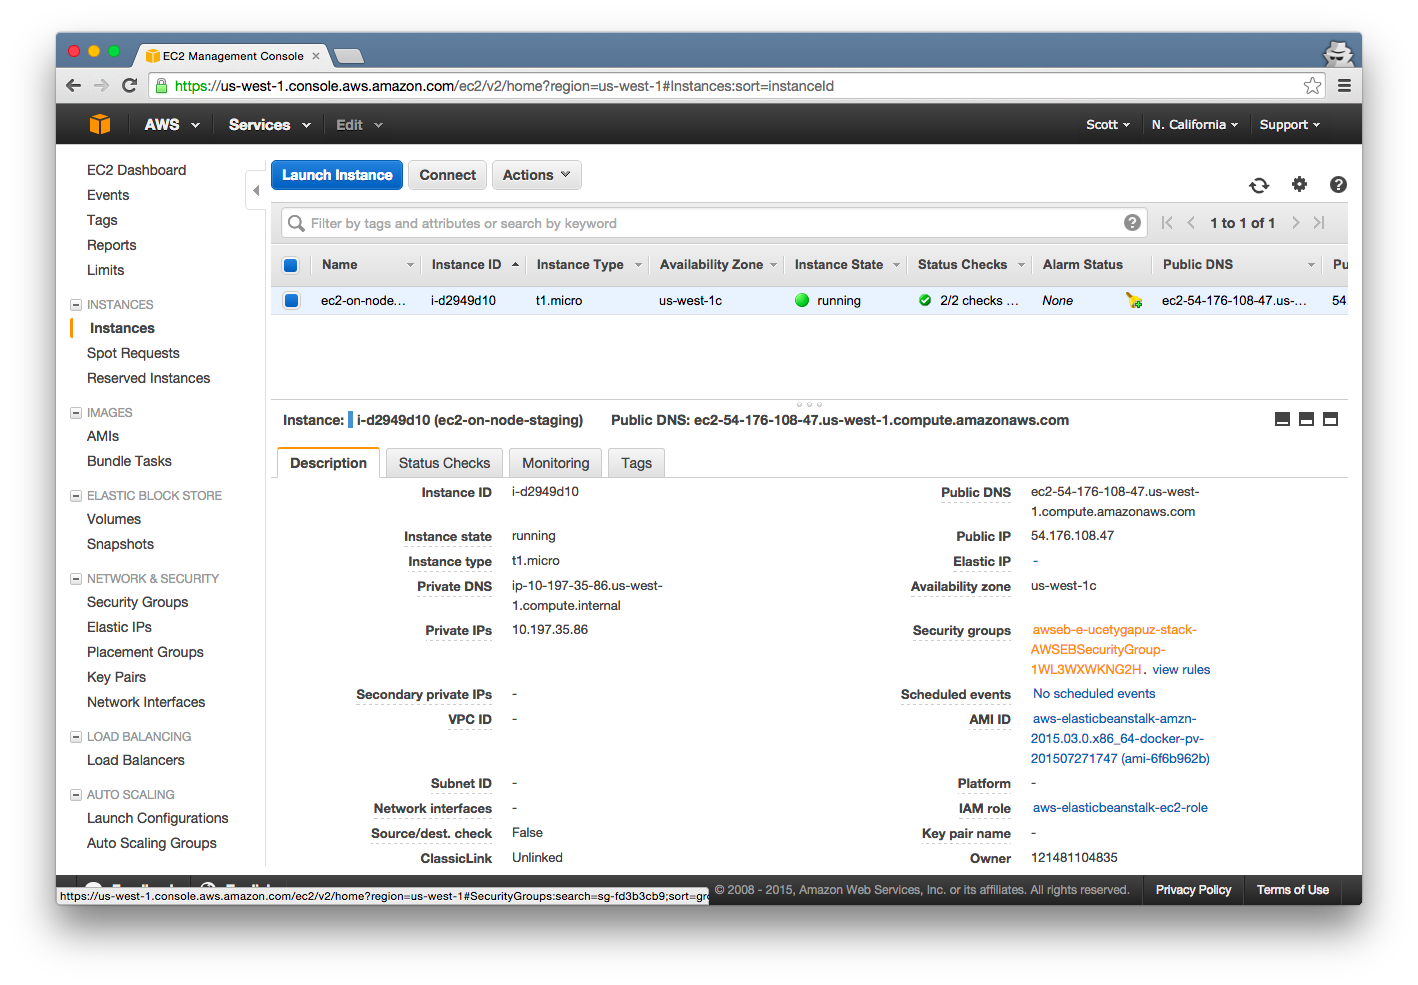 EC2 Management Console
https://us-west-1.console.aws.amazon.com/ec2/v2/home?region=us-west-1#Instances:sort=instanceId
AWS Services Edit Scott N. California Support
EC2 Dashboard
Events
Tags
Reports
Limits
INSTANCES
Instances
Spot Requests
Reserved Instances
IMAGES
AMIs
Bundle Tasks
ELASTIC BLOCK STORE
Volumes
Snapshots
NETWORK & SECURITY
Security Groups
Elastic IPs
Placement Groups
Key Pairs
Network Interfaces
LOAD BALANCING
Load Balancers
AUTO SCALING
Launch Configurations
Auto Scaling Groups
Launch Instance Connect Actions
Filter by tags and attributes or search by keyword 1 to 1 of 1
Name Instance ID Instance Type Availability Zone Instance State Status Checks Alarm Status Public DNS Pu
ec2-on-node... i-d2949d10 t1.micro us-west-1c running 2/2 checks ... None ec2-54-176-108-47.us-... 54.
Instance: i-d2949d10 (ec2-on-node-staging) Public DNS: ec2-54-176-108-47.us-west-1.compute.amazonaws.com
Description Status Checks Monitoring Tags
Instance ID i-d2949d10
Instance state running
Instance type t1.micro
Private DNS ip-10-197-35-86.us-west-
1.compute.internal
Private IPs 10.197.35.86
Secondary private IPs -
VPC ID -
Subnet ID -
Network interfaces -
Source/dest. check False
ClassicLink Unlinked
Public DNS ec2-54-176-108-47.us-west-
1.compute.amazonaws.com
Public IP 54.176.108.47
Elastic IP -
Availability zone us-west-1c
Security groups awseb-e-ucetygapuz-stack-
AWSEBSecurityGroup-
1WL3WXWKNG2H. view rules
Scheduled events No scheduled events
AMI ID aws-elasticbeanstalk-amzn-
2015.03.0.x86_64-docker-pv-
201507271747 (ami-6f6b962b)
Platform -
IAM role aws-elasticbeanstalk-ec2-role
Key pair name -
Owner 121481104835
https://us-west-1.console.aws.amazon.com/ec2/v2/home?region=us-west-1#SecurityGroups:search=sg-fd3b3cb9;sort=gr
© 2008 - 2015, Amazon Web Services, Inc. or its affiliates. All rights reserved. Privacy Policy Terms of Use